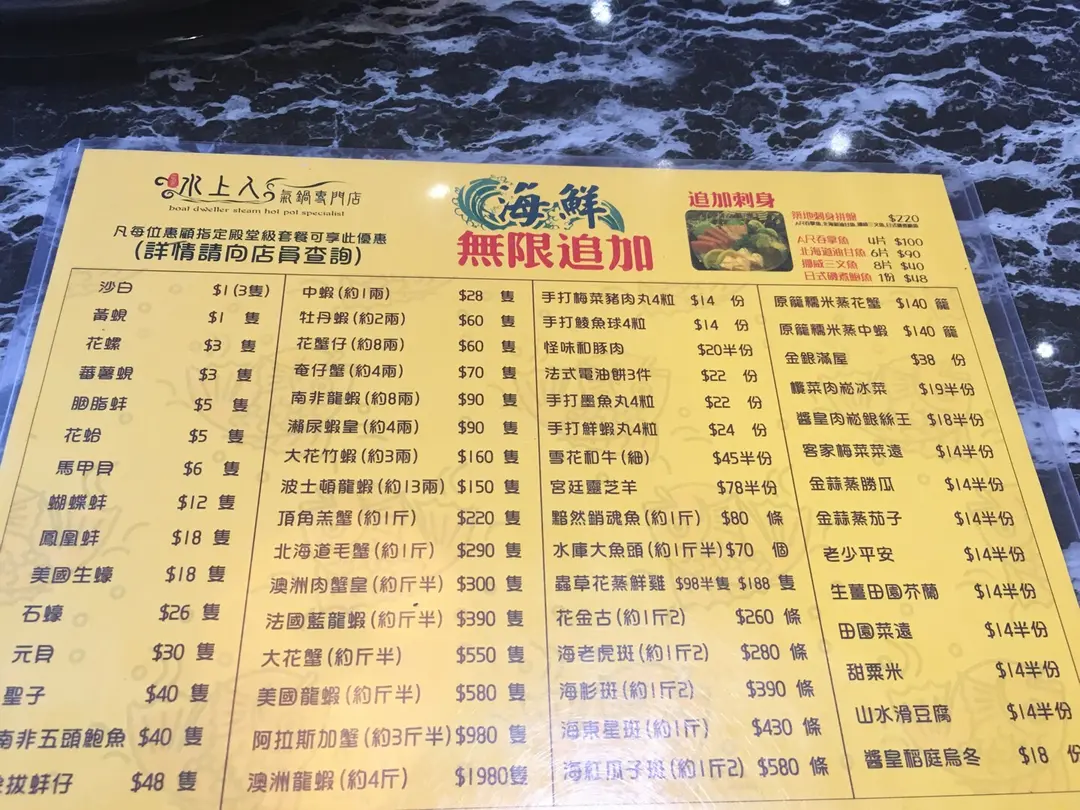 水上人氣鍋專門店
boat dweller steam hot pot specialist
凡每位惠顧指定殿堂級套餐可享此優惠
(詳情請向店員查詢)
海鮮
無限追加
追加刺身
築地刺身拼盤 $220
A尺吞拿魚 4片 $100
北海道油甘魚 6片 $90
挪威三文魚 8片 $40
日式磯煮鮑魚 1份 $48
沙白 $1(3隻)
黃蜆 $1 隻
花螺 $3 隻
蕃薯蜆 $3 隻
胭脂蚌 $5 隻
花蛤 $5 隻
馬甲貝 $6 隻
蝴蝶蚌 $12 隻
鳳凰蚌 $18 隻
美國生蠔 $18 隻
石蠔 $26 隻
元貝 $30 隻
聖子 $40 隻
南非五頭鮑魚 $40 隻
拔蚌仔 $48 隻
中蝦(約1兩) $28 隻
牡丹蝦(約2兩) $60 隻
花蟹仔(約8兩) $60 隻
奄仔蟹(約4兩) $70 隻
南非龍蝦(約8兩) $90 隻
瀨尿蝦皇(約4兩) $90 隻
大花竹蝦(約3兩) $160 隻
波士頓龍蝦(約13兩) $150 隻
頂角羔蟹(約1斤) $220 隻
北海道毛蟹(約1斤) $290 隻
澳洲肉蟹皇(約斤半) $300 隻
法國藍龍蝦(約斤半) $390 隻
大花蟹(約斤半) $550 隻
美國龍蝦(約斤半) $580 隻
阿拉斯加蟹(約3斤半) $980 隻
澳洲龍蝦(約4斤) $1980隻
手打梅菜豬肉丸4粒 $14 份
手打鯪魚球4粒 $14 份
怪味和豚肉 $20半份
法式電油餅3件 $22 份
手打墨魚丸4粒 $22 份
手打鮮蝦丸4粒 $24 份
雪花和牛(細) $45半份
宮廷靈芝羊 $78半份
黯然銷魂魚(約1斤) $80 條
水庫大魚頭(約1斤半) $70 個
蟲草花蒸鮮雞 $98半隻 $188 隻
花金古(約1斤2) $260 條
海老虎斑(約1斤2) $280 條
海杉斑(約1斤2) $390 條
海東星斑(約1斤) $430 條
海紅瓜子斑(約1斤2) $580 條
原籠糯米蒸花蟹 $140 籠
原籠糯米蒸中蝦 $140 籠
金銀滿屋 $38 份
欖菜肉崧冰菜 $19半份
醬皇肉崧銀絲王 $18半份
客家梅菜菜遠 $14半份
金蒜蒸勝瓜 $14半份
金蒜蒸茄子 $14半份
老少平安 $14半份
生薑田園芥蘭 $14半份
田園菜遠 $14半份
甜粟米 $14半份
山水滑豆腐 $14半份
醬皇稻庭烏冬 $18 份